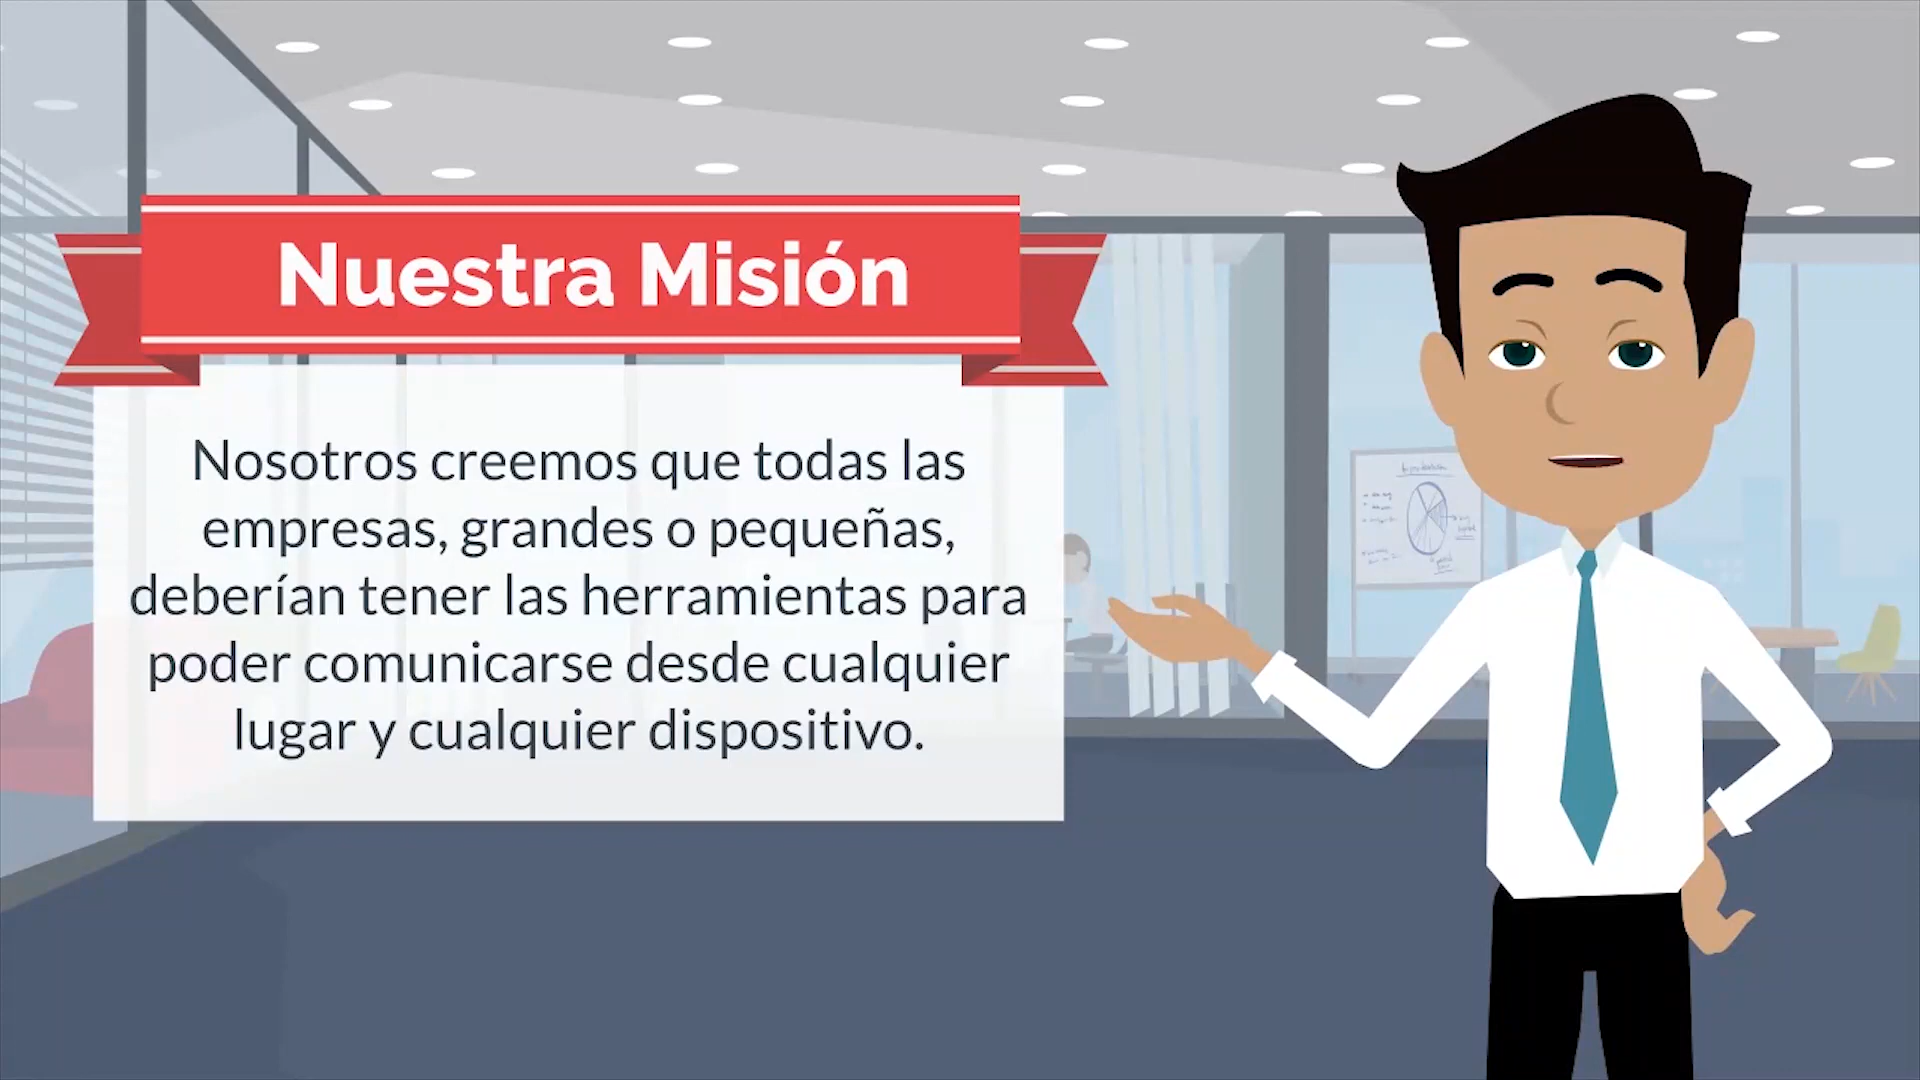 Nuestra Misión
Nosotros creemos que todas las
empresas, grandes o pequeñas,
deberían tener las herramientas para
poder comunicarse desde cualquier
lugar y cualquier dispositivo.